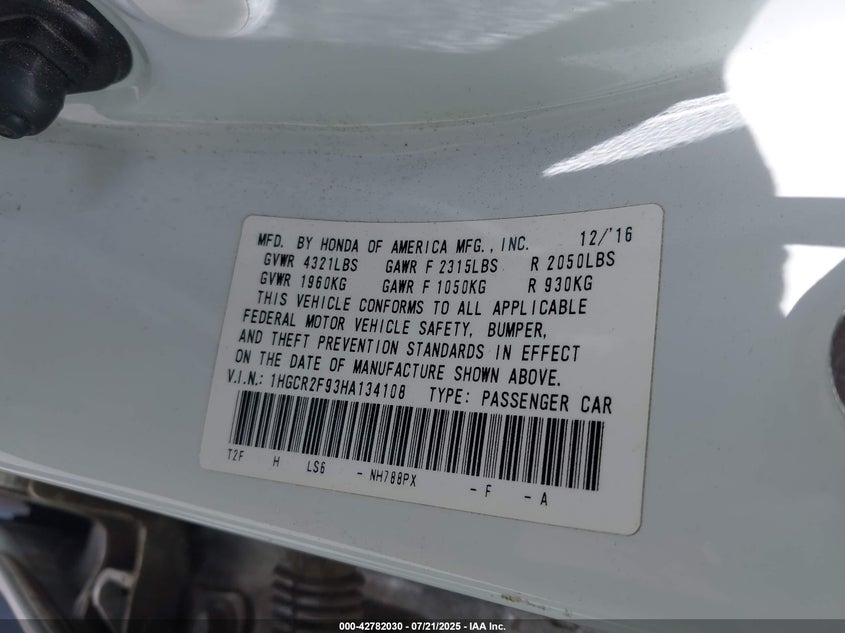 MFD. BY HONDA OF AMERICA MFG., INC. 12/'16
GVWR 4321LBS GAWR F 2315LBS R 2050LBS
GVWR 1960KG GAWR F 1050KG R 930KG
THIS VEHICLE CONFORMS TO ALL APPLICABLE
FEDERAL MOTOR VEHICLE SAFETY, BUMPER,
AND THEFT PREVENTION STANDARDS IN EFFECT
ON THE DATE OF MANUFACTURE SHOWN ABOVE.
V.I.N.: 1HGCR2F93HA134108 TYPE: PASSENGER CAR
T2F H LS6 - NH788PX - F - A
000-42782030 - 07/21/2025 - IAA Inc.